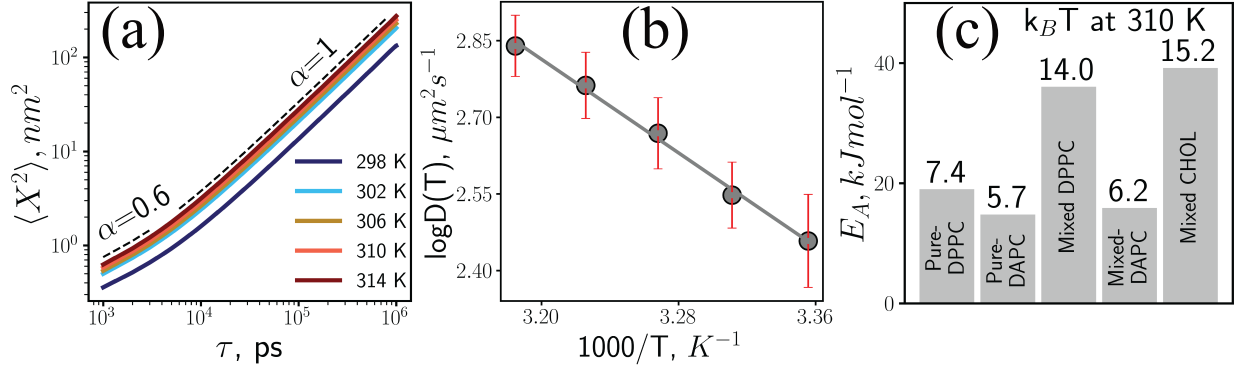 (a)
⟨X²⟩, nm²
10²
10¹
10⁰
α=0.6
α=1
298 K
302 K
306 K
310 K
314 K
10³
10⁴
10⁵
10⁶
τ, ps
(b)
logD(T), μm²s⁻¹
2.85
2.70
2.55
2.40
3.20
3.28
3.36
1000/T, K⁻¹
(c)
k_BT at 310 K
E_A, kJmol⁻¹
40
20
0
7.4
Pure-
DPPC
5.7
Pure-
DAPC
14.0
Mixed DPPC
6.2
Mixed-
DAPC
15.2
Mixed CHOL